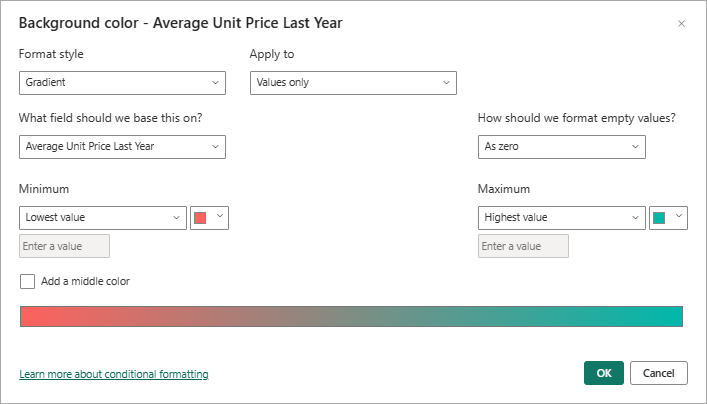 Background color - Average Unit Price Last Year
Format style
Apply to
Gradient
Values only
What field should we base this on?
How should we format empty values?
Average Unit Price Last Year
As zero
Minimum
Maximum
Lowest value
Highest value
Enter a value
Enter a value
Add a middle color
Learn more about conditional formatting
OK
Cancel